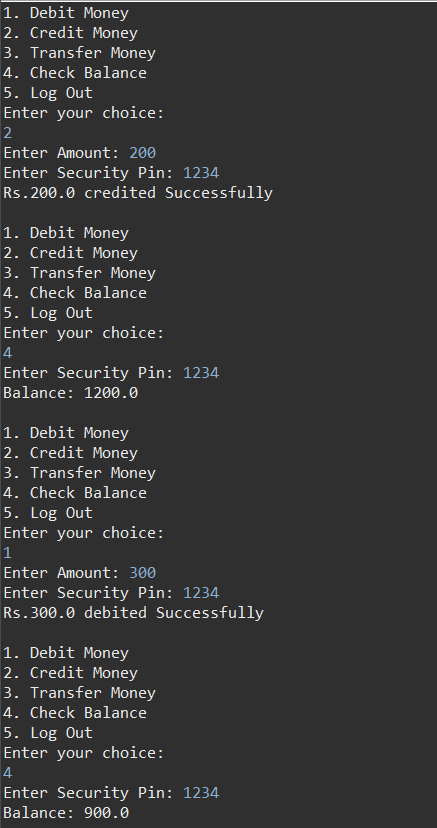 1. Debit Money
2. Credit Money
3. Transfer Money
4. Check Balance
5. Log Out
Enter your choice:
2
Enter Amount: 200
Enter Security Pin: 1234
Rs.200.0 credited Successfully
1. Debit Money
2. Credit Money
3. Transfer Money
4. Check Balance
5. Log Out
Enter your choice:
4
Enter Security Pin: 1234
Balance: 1200.0
1. Debit Money
2. Credit Money
3. Transfer Money
4. Check Balance
5. Log Out
Enter your choice:
1
Enter Amount: 300
Enter Security Pin: 1234
Rs.300.0 debited Successfully
1. Debit Money
2. Credit Money
3. Transfer Money
4. Check Balance
5. Log Out
Enter your choice:
4
Enter Security Pin: 1234
Balance: 900.0